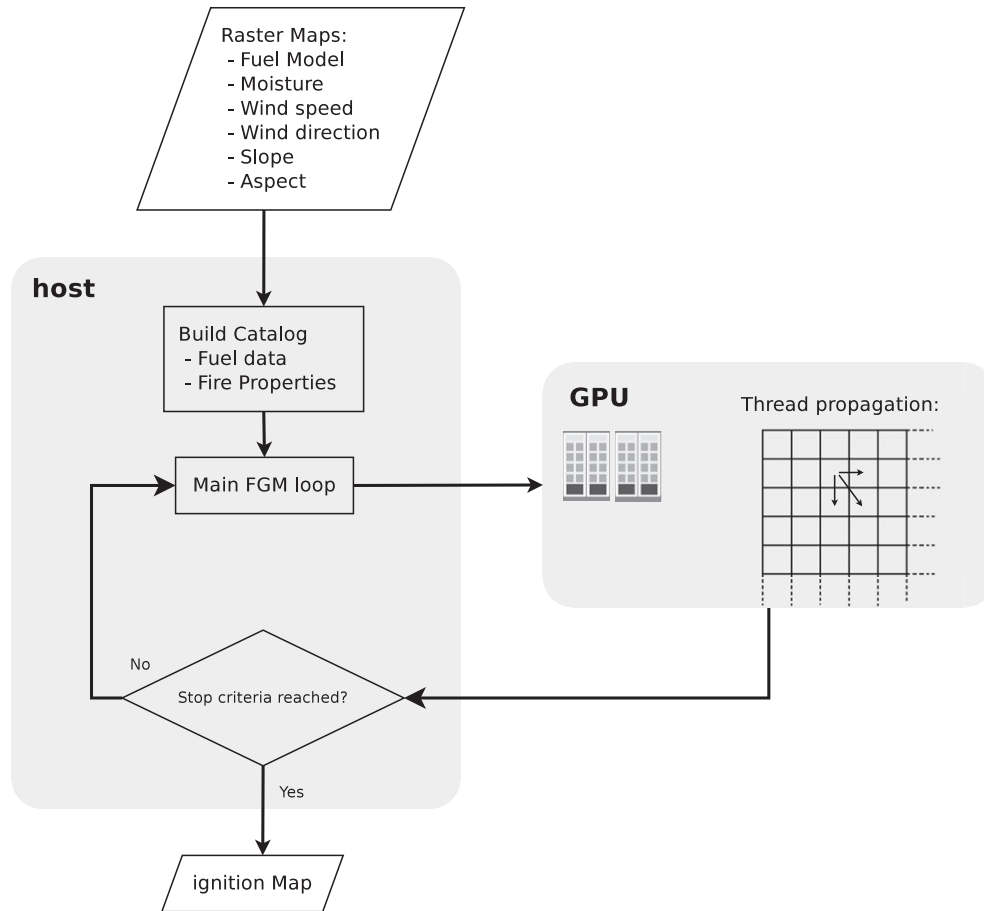 Raster Maps:
- Fuel Model
- Moisture
- Wind speed
- Wind direction
- Slope
- Aspect
host
Build Catalog
- Fuel data
- Fire Properties
GPU
Thread propagation:
Main FGM loop
No
Stop criteria reached?
Yes
ignition Map